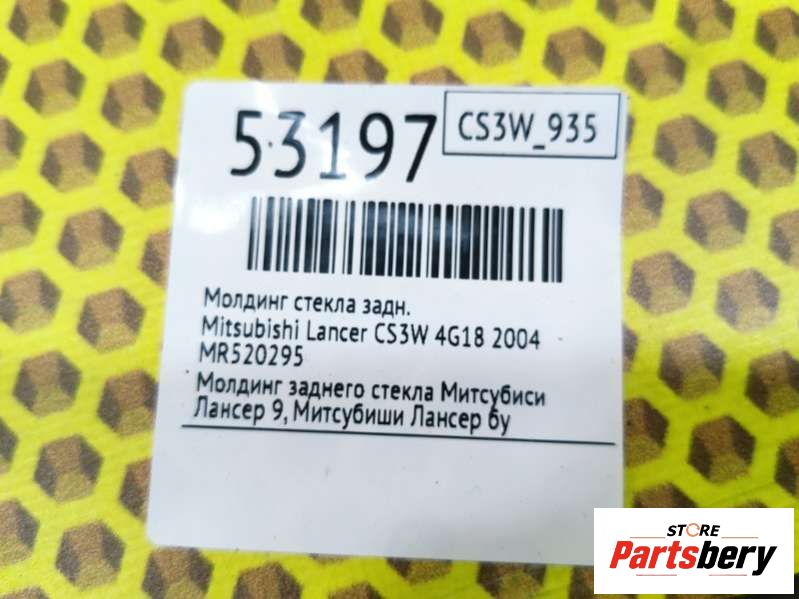 53197
CS3W_935
Молдинг стекла задн.
Mitsubishi Lancer CS3W 4G18 2004
MR520295
Молдинг заднего стекла Митсубиси
Лансер 9, Митсубиши Лансер бу
STORE
Partsbery